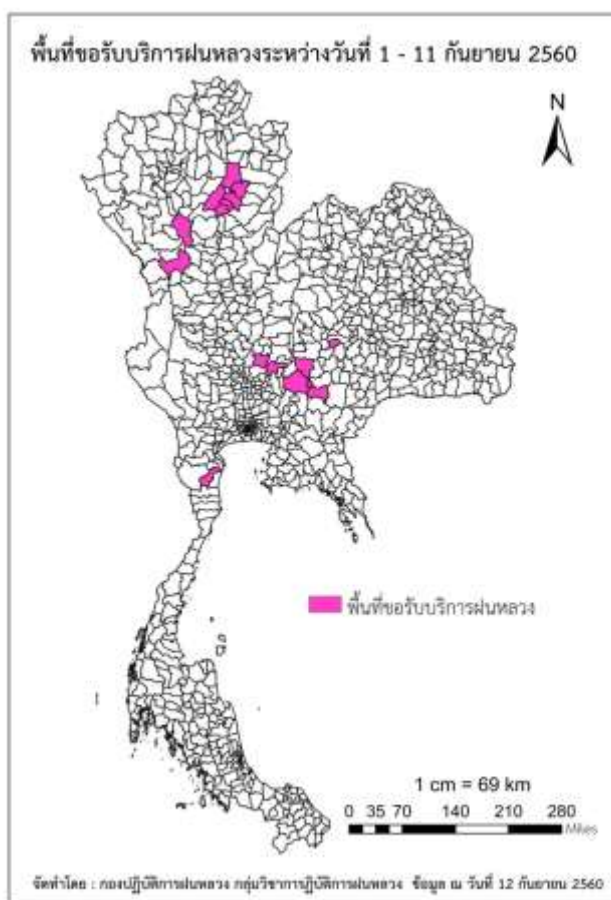 พื้นที่ขอรับบริการฝนหลวงระหว่างวันที่ 1 - 11 กันยายน 2560
N
พื้นที่ขอรับบริการฝนหลวง
1 cm = 69 km
0 35 70 140 210 280
Miles
จัดทำโดย : กองปฏิบัติการฝนหลวง กลุ่มวิชาการปฏิบัติการฝนหลวง ข้อมูล ณ วันที่ 12 กันยายน 2560